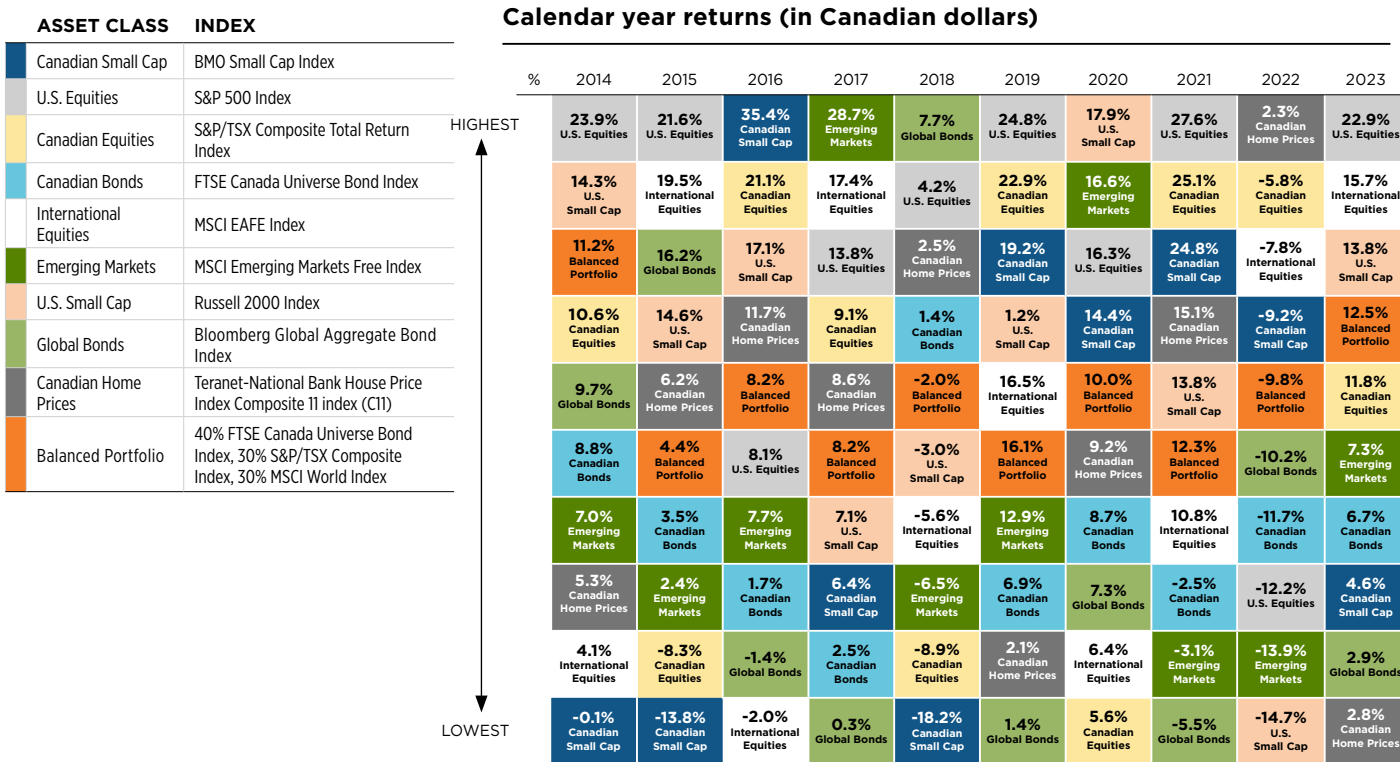 ASSET CLASS INDEX
Canadian Small Cap BMO Small Cap Index
U.S. Equities S&P 500 Index
Canadian Equities S&P/TSX Composite Total Return
Index
Canadian Bonds FTSE Canada Universe Bond Index
International
Equities MSCI EAFE Index
Emerging Markets MSCI Emerging Markets Free Index
U.S. Small Cap Russell 2000 Index
Global Bonds Bloomberg Global Aggregate Bond
Index
Canadian Home
Prices Teranet-National Bank House Price
Index Composite 11 index (C11)
Balanced Portfolio 40% FTSE Canada Universe Bond
Index, 30% S&P/TSX Composite
Index, 30% MSCI World Index
Calendar year returns (in Canadian dollars)
% 2014 2015 2016 2017 2018 2019 2020 2021 2022 2023
HIGHEST
23.9% 21.6% 35.4% 28.7% 7.7% 24.8% 17.9% 27.6% 2.3% 22.9%
U.S. Equities U.S. Equities Canadian Emerging Global Bonds U.S. Equities U.S. U.S. Equities Canadian U.S. Equities
Small Cap Markets Small Cap Home Prices
14.3% 19.5% 21.1% 17.4% 4.2% 22.9% 16.6% 25.1% -5.8% 15.7%
U.S. International Canadian International U.S. Equities Canadian Emerging Canadian Canadian International
Small Cap Equities Equities Equities Equities Markets Equities Equities Equities
11.2% 16.2% 17.1% 13.8% 2.5% 19.2% 16.3% 24.8% -7.8% 13.8%
Balanced Global Bonds U.S. U.S. Equities Canadian Canadian U.S. Equities Canadian International U.S.
Portfolio Small Cap Home Prices Small Cap Small Cap Equities Small Cap
10.6% 14.6% 11.7% 9.1% 1.4% 1.2% 14.4% 15.1% -9.2% 12.5%
Canadian U.S. Canadian Canadian Canadian U.S. Canadian Canadian Canadian Balanced
Equities Small Cap Home Prices Equities Bonds Small Cap Small Cap Home Prices Small Cap Portfolio
9.7% 6.2% 8.2% 8.6% -2.0% 16.5% 10.0% 13.8% -9.8% 11.8%
Global Bonds Canadian Balanced Canadian Balanced International Balanced U.S. Balanced Canadian
Home Prices Portfolio Home Prices Portfolio Equities Portfolio Small Cap Portfolio Equities
8.8% 4.4% 8.1% 8.2% -3.0% 16.1% 9.2% 12.3% -10.2% 7.3%
Canadian Balanced U.S. Equities Balanced U.S. Balanced Canadian Balanced Global Bonds Emerging
Bonds Portfolio Portfolio Small Cap Portfolio Home Prices Portfolio Markets
7.0% 3.5% 7.7% 7.1% -5.6% 12.9% 8.7% 10.8% -11.7% 6.7%
Emerging Canadian Emerging U.S. International Emerging Canadian International Canadian Canadian
Markets Bonds Markets Small Cap Equities Markets Bonds Equities Bonds Bonds
5.3% 2.4% 1.7% 6.4% -6.5% 6.9% 7.3% -2.5% -12.2% 4.6%
Canadian Emerging Canadian Canadian Emerging Canadian Global Bonds Canadian U.S. Equities Canadian
Home Prices Markets Bonds Small Cap Markets Bonds Bonds Small Cap
4.1% -8.3% -1.4% 2.5% -8.9% 2.1% 6.4% -3.1% -13.9% 2.9%
International Canadian Global Bonds Canadian Canadian Canadian International Emerging Emerging Global Bonds
Equities Equities Bonds Equities Home Prices Equities Markets Markets
-0.1% -13.8% -2.0% 0.3% -18.2% 1.4% 5.6% -5.5% -14.7% 2.8%
Canadian Canadian International Global Bonds Canadian Global Bonds Canadian Global Bonds U.S. Canadian
Small Cap Small Cap Equities Small Cap Equities Small Cap Home Prices
LOWEST